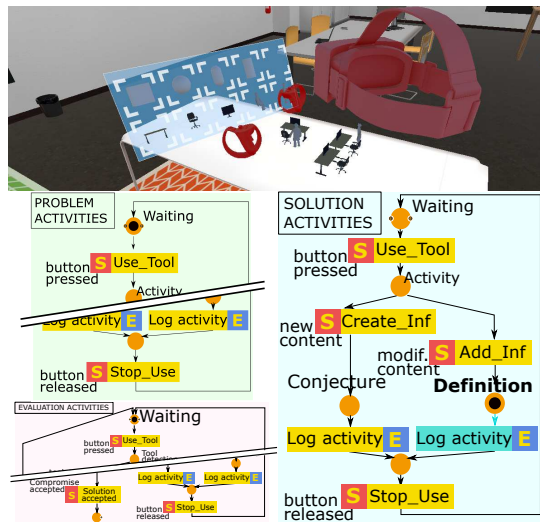 PROBLEM
ACTIVITIES
Waiting
button
pressed
S Use_Tool
Activity
Log activity E
Log activity E
button
released
S Stop_Use
EVALUATION ACTIVITIES
Waiting
button
pressed
S Use_Tool
Tool
Compromise
accepted
S Solution
accepted
Log activity E
Log activity E
button
released
S Stop_Use
SOLUTION
ACTIVITIES
Waiting
button
pressed
S Use_Tool
Activity
new
content
S Create_Inf
modif.
content
S Add_Inf
Conjecture
Definition
Log activity E
Log activity E
button
released
S Stop_Use